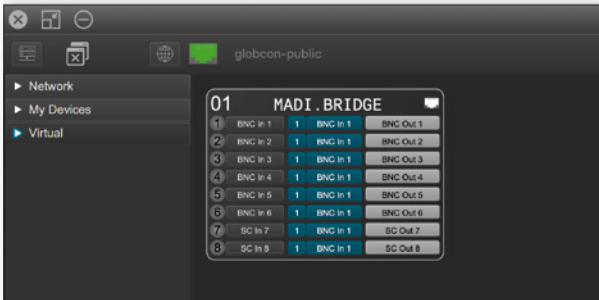 globcon-public
Network
My Devices
Virtual
01 MADI.BRIDGE
1 BNC In 1 1 BNC In 1 BNC Out 1
2 BNC In 2 1 BNC In 1 BNC Out 2
3 BNC In 3 1 BNC In 1 BNC Out 3
4 BNC In 4 1 BNC In 1 BNC Out 4
5 BNC In 5 1 BNC In 1 BNC Out 5
6 BNC In 6 1 BNC In 1 BNC Out 6
7 SC In 7 1 BNC In 1 SC Out 7
8 SC In 8 1 BNC In 1 SC Out 8